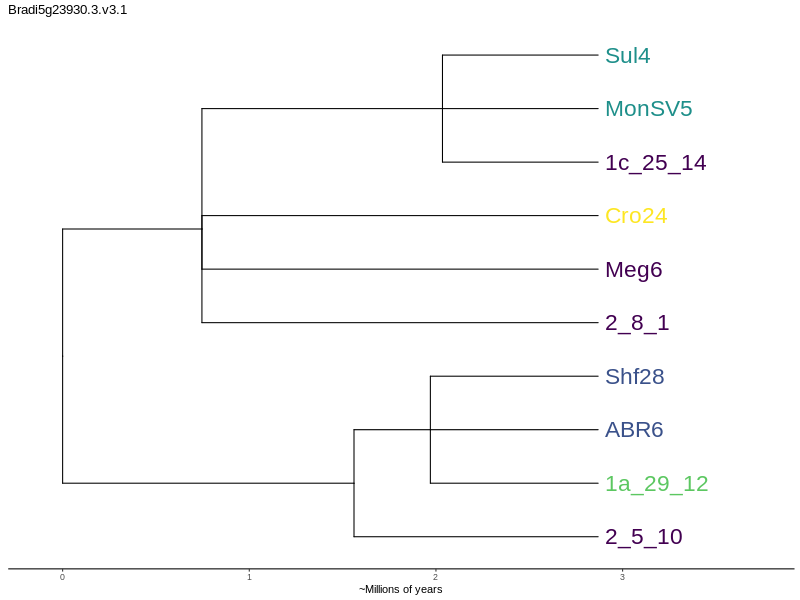 Bradi5g23930.3.v3.1
Sul4
MonSV5
1c_25_14
Cro24
Meg6
2_8_1
Shf28
ABR6
1a_29_12
2_5_10
0 1 2 3
~Millions of years